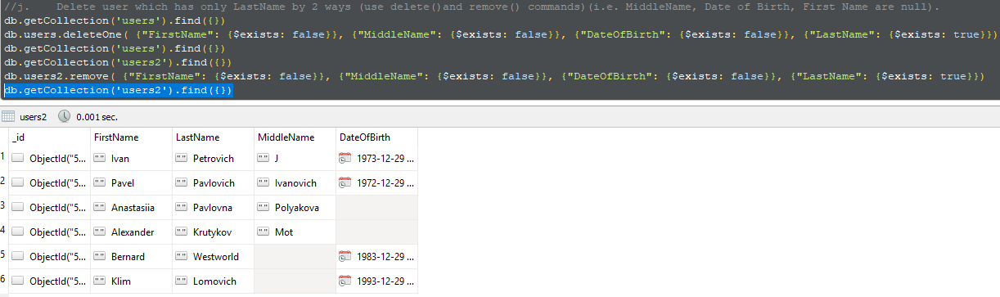 //j.    Delete user which has only LastName by 2 ways (use delete()and remove() commands)(i.e. MiddleName, Date of Birth, First Name are null).
db.getCollection('users').find({})
db.users.deleteOne( {"FirstName": {$exists: false}}, {"MiddleName": {$exists: false}}, {"DateOfBirth": {$exists: false}}, {"LastName": {$exists: true}})
db.getCollection('users').find({})
db.getCollection('users2').find({})
db.users2.remove( {"FirstName": {$exists: false}}, {"MiddleName": {$exists: false}}, {"DateOfBirth": {$exists: false}}, {"LastName": {$exists: true}})
db.getCollection('users2').find({})
users2 0.001 sec.
_id FirstName LastName MiddleName DateOfBirth
1 ObjectId("5... "" Ivan "" Petrovich "" J 1973-12-29 ...
2 ObjectId("5... "" Pavel "" Pavlovich "" Ivanovich 1972-12-29 ...
3 ObjectId("5... "" Anastasiia "" Pavlovna "" Polyakova
4 ObjectId("5... "" Alexander "" Krutykov "" Mot
5 ObjectId("5... "" Bernard "" Westworld 1983-12-29 ...
6 ObjectId("5... "" Klim "" Lomovich 1993-12-29 ...